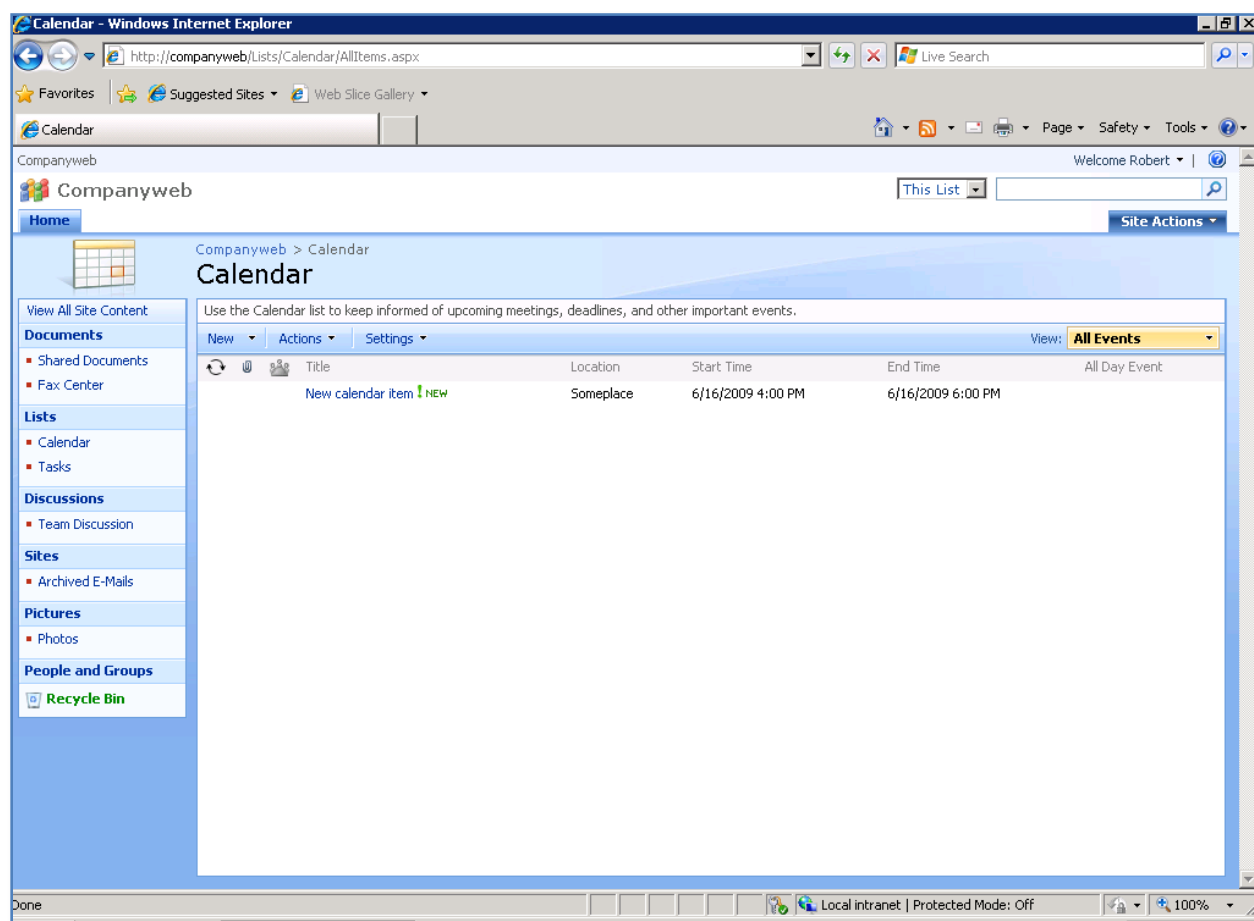 Calendar - Windows Internet Explorer
http://companyweb/Lists/Calendar/AllItems.aspx
Live Search
Favorites Suggested Sites Web Slice Gallery
Calendar
Page Safety Tools
Companyweb
Welcome Robert |
Companyweb
This List
Home
Site Actions
Companyweb > Calendar
Calendar
View All Site Content
Documents
Shared Documents
Fax Center
Lists
Calendar
Tasks
Discussions
Team Discussion
Sites
Archived E-Mails
Pictures
Photos
People and Groups
Recycle Bin
Use the Calendar list to keep informed of upcoming meetings, deadlines, and other important events.
New Actions Settings View: All Events
Title Location Start Time End Time All Day Event
New calendar item ! NEW Someplace 6/16/2009 4:00 PM 6/16/2009 6:00 PM
Done Local intranet | Protected Mode: Off 100%